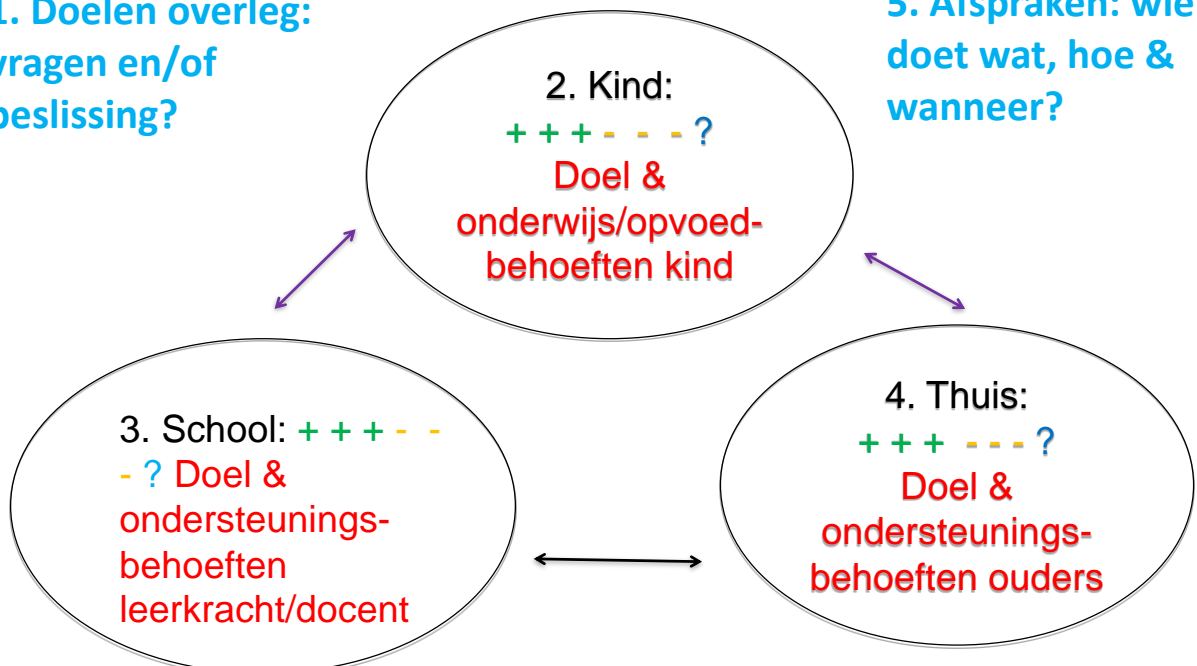 1. Doelen overleg:
vragen en/of
beslissing?
5. Afspraken: wie
doet wat, hoe &
wanneer?
2. Kind:
+ + + - - - ?
Doel &
onderwijs/opvoed-
behoeften kind
3. School: + + + - -
- ? Doel &
ondersteunings-
behoeften
leerkracht/docent
4. Thuis:
+ + + - - - ?
Doel &
ondersteunings-
behoeften ouders